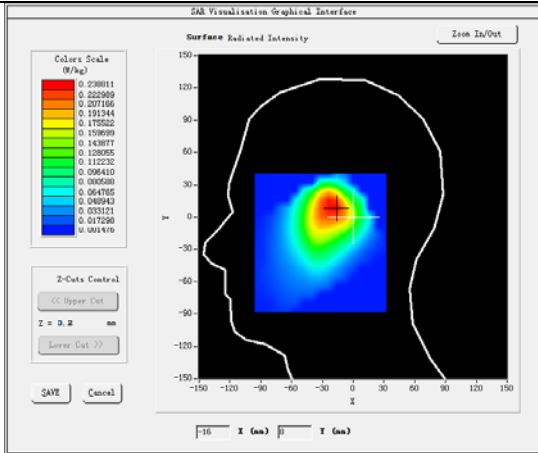 SAR Visualisation Graphical Interface
Surface Radiated Intensity
Zoom In/Out
Colors Scale
(W/kg)
0.238811
0.222989
0.207166
0.191344
0.175522
0.159699
0.143877
0.128055
0.112232
0.096410
0.080588
0.064765
0.048943
0.033121
0.017298
0.001476
150
120
90
60
30
0
-30
-60
-90
-120
-150
Y
-150 -120 -90 -60 -30 0 30 60 90 120 150
X
Z-Cuts Control
<< Upper Cut
Z = 3.2 mm
Lower Cut >>
SAVE Cancel
-16 X (mm) 8 Y (mm)